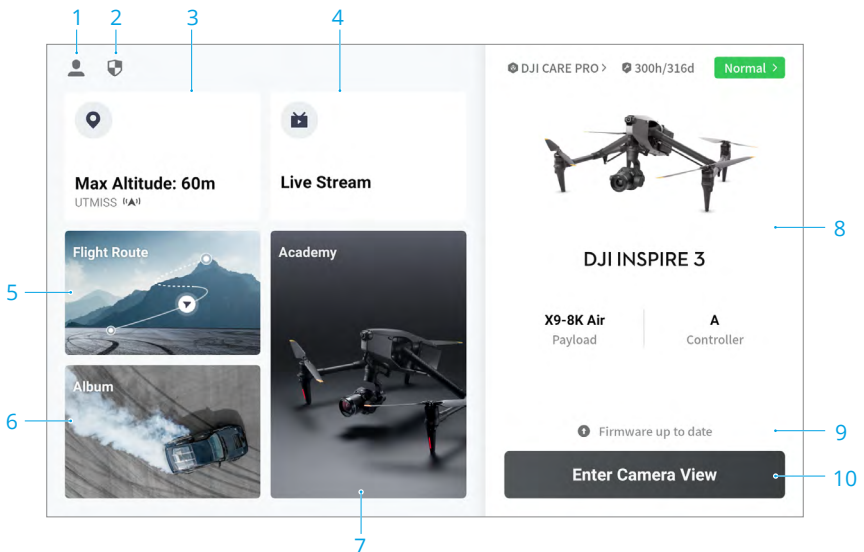 1
2
3
4
DJI CARE PRO >
300h/316d
Normal >
Max Altitude: 60m
UTMISS
Live Stream
8
DJI INSPIRE 3
Flight Route
Academy
5
X9-8K Air
Payload
A
Controller
Album
6
Firmware up to date
9
Enter Camera View
10
7